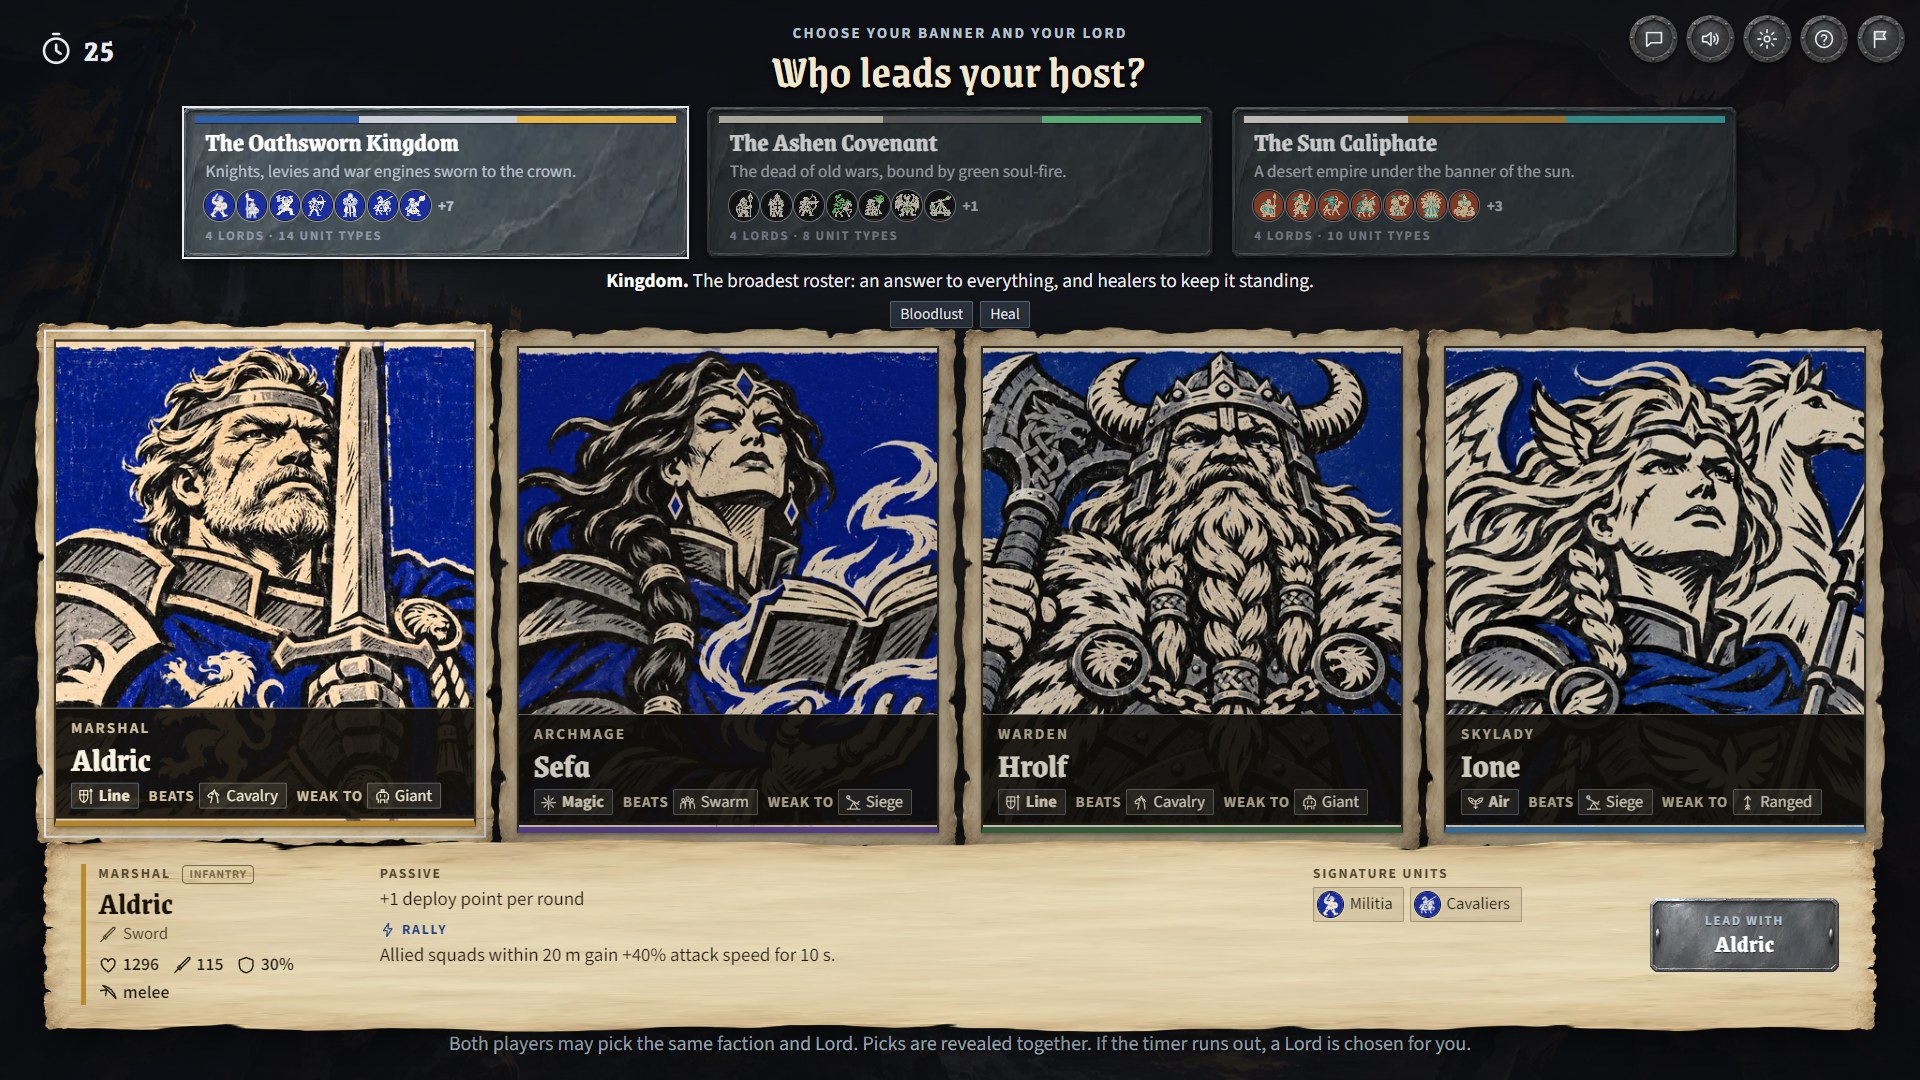 25
CHOOSE YOUR BANNER AND YOUR LORD
Who leads your host?
The Oathsworn Kingdom
Knights, levies and war engines sworn to the crown.
+7
4 LORDS · 14 UNIT TYPES
The Ashen Covenant
The dead of old wars, bound by green soul-fire.
+1
4 LORDS · 8 UNIT TYPES
The Sun Caliphate
A desert empire under the banner of the sun.
+3
4 LORDS · 10 UNIT TYPES
Kingdom. The broadest roster: an answer to everything, and healers to keep it standing.
Bloodlust Heal
MARSHAL
Aldric
Line BEATS Cavalry WEAK TO Giant
ARCHMAGE
Sefa
Magic BEATS Swarm WEAK TO Siege
WARDEN
Hrolf
Line BEATS Cavalry WEAK TO Giant
SKYLADY
Ione
Air BEATS Siege WEAK TO Ranged
MARSHAL INFANTRY
Aldric
Sword
1296 115 30%
melee
PASSIVE
+1 deploy point per round
RALLY
Allied squads within 20 m gain +40% attack speed for 10 s.
SIGNATURE UNITS
Militia Cavaliers
LEAD WITH
Aldric
Both players may pick the same faction and Lord. Picks are revealed together. If the timer runs out, a Lord is chosen for you.